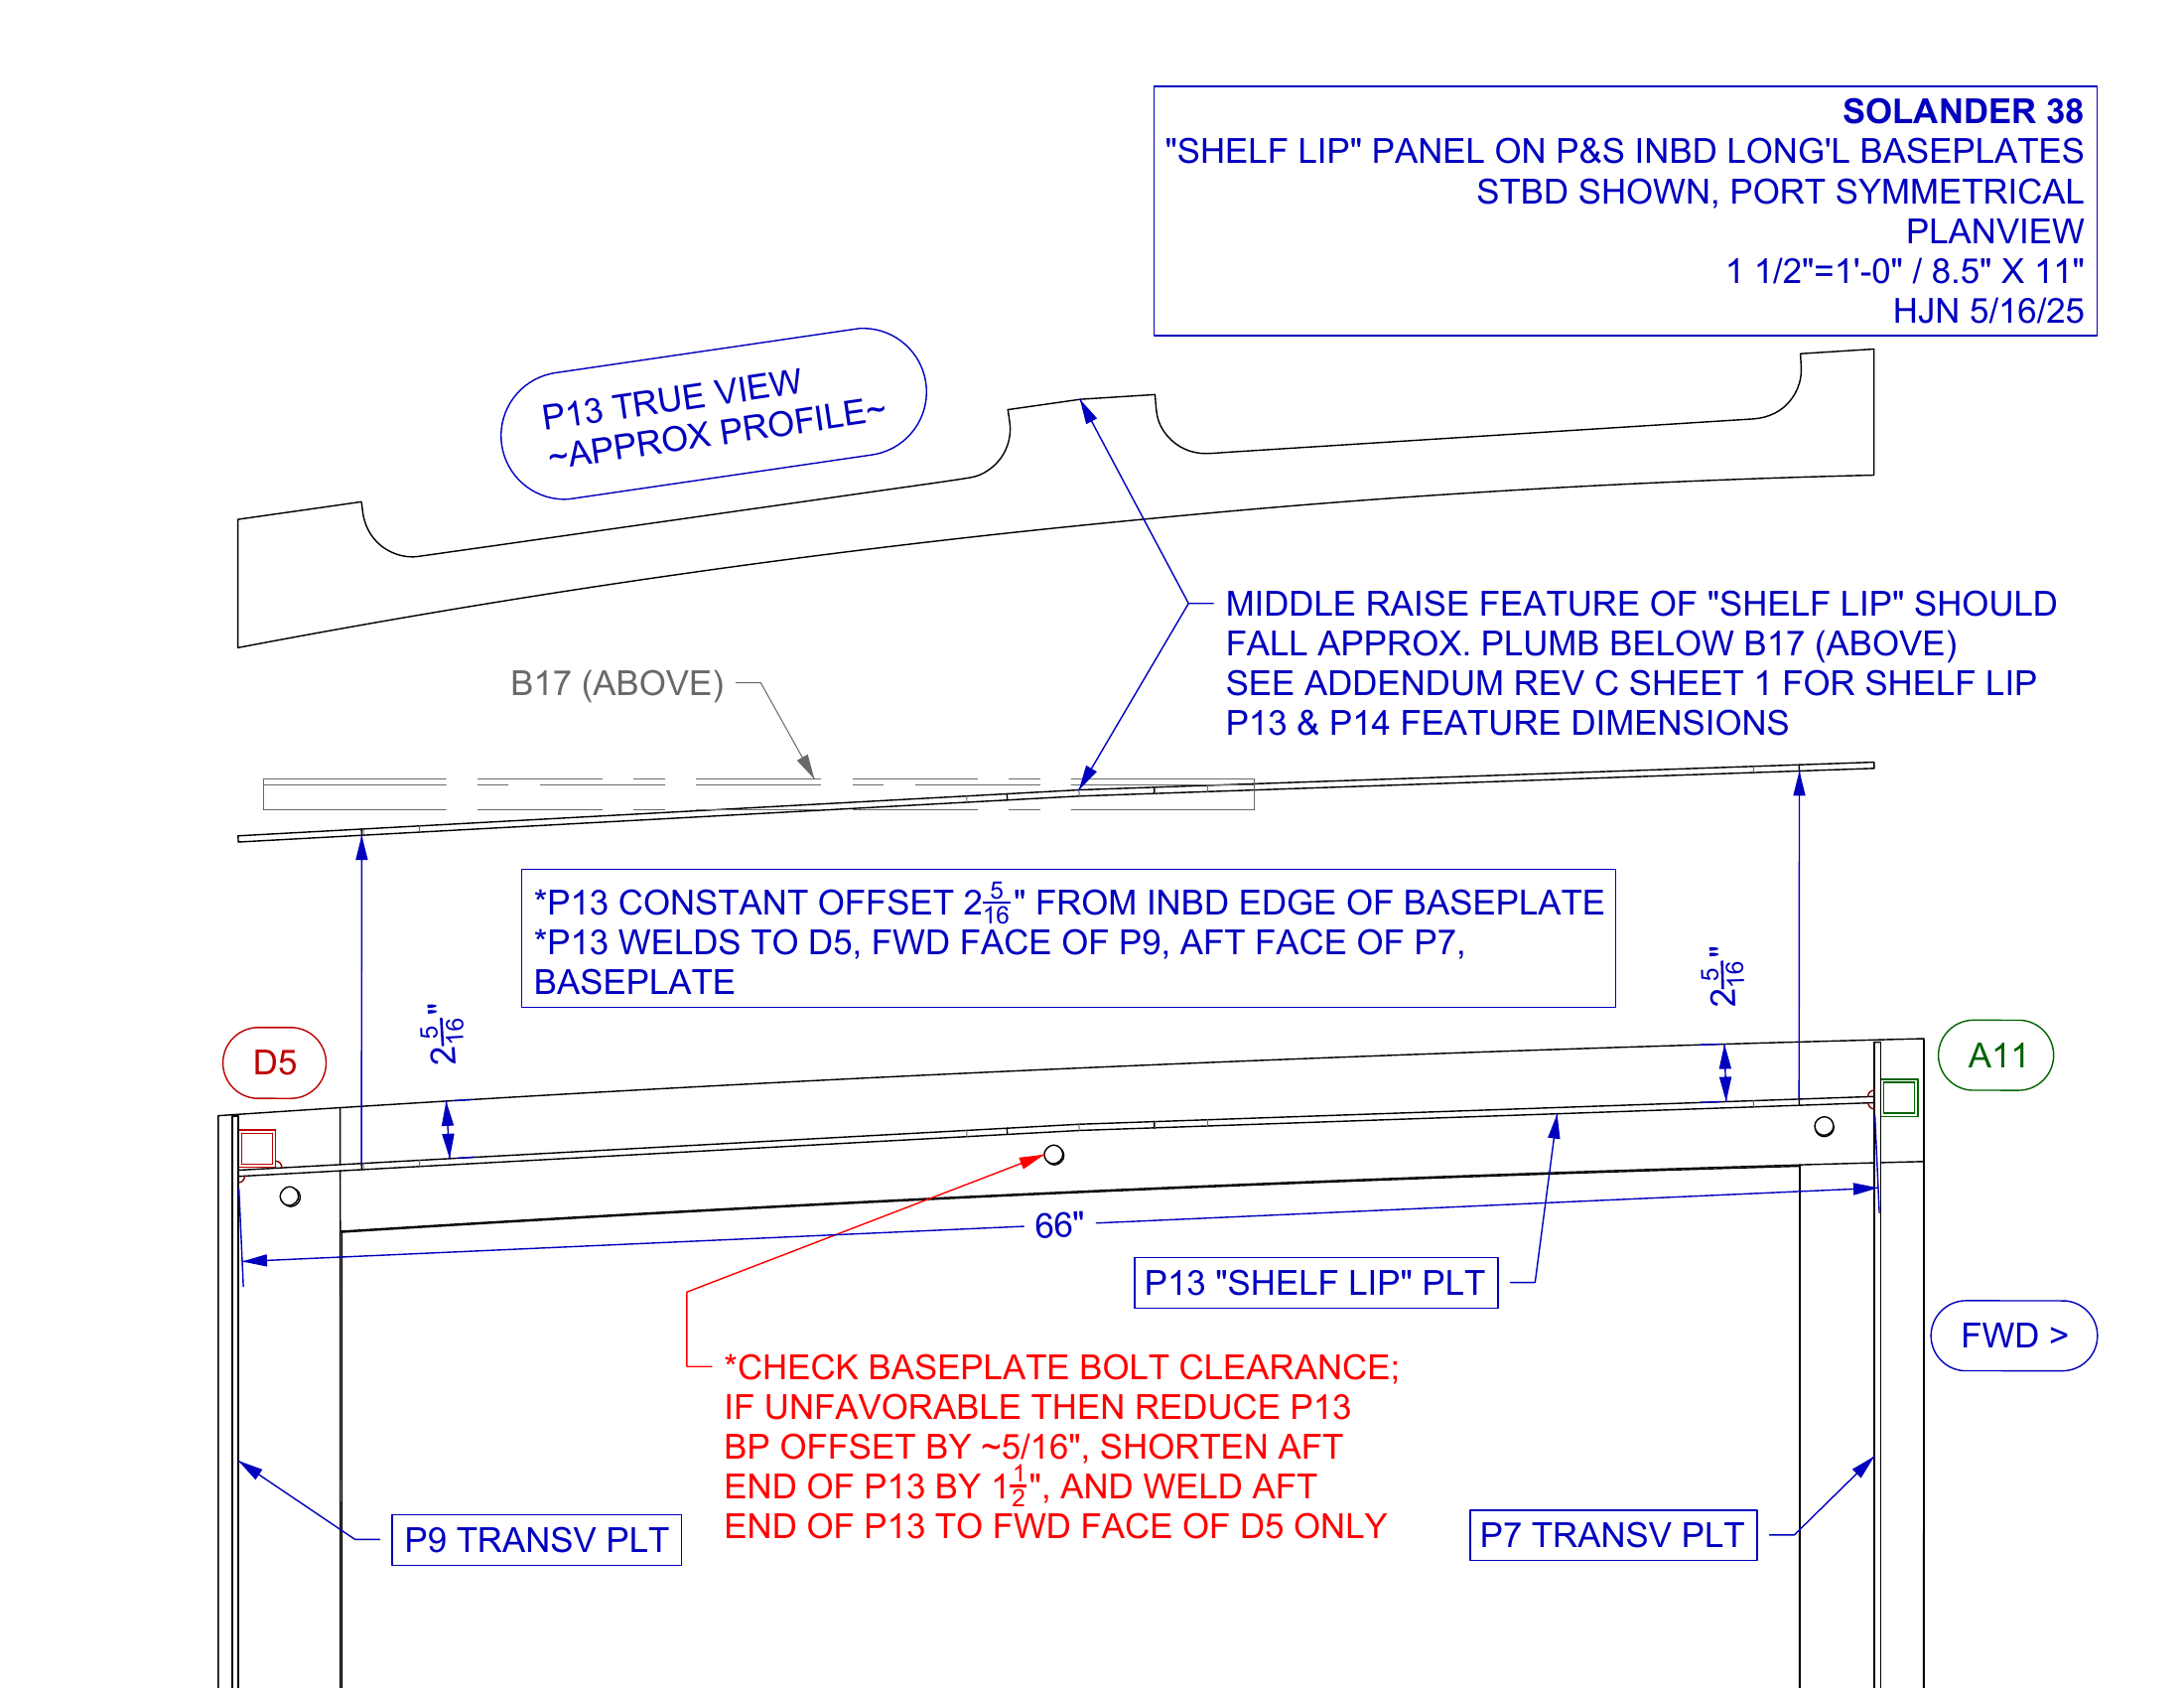 SOLANDER 38
"SHELF LIP" PANEL ON P&S INBD LONG'L BASEPLATES
STBD SHOWN, PORT SYMMETRICAL
PLANVIEW
1 1/2"=1'-0" / 8.5" X 11"
HJN 5/16/25
P13 TRUE VIEW
~APPROX PROFILE~
MIDDLE RAISE FEATURE OF "SHELF LIP" SHOULD
FALL APPROX. PLUMB BELOW B17 (ABOVE)
SEE ADDENDUM REV C SHEET 1 FOR SHELF LIP
P13 & P14 FEATURE DIMENSIONS
B17 (ABOVE)
*P13 CONSTANT OFFSET 2 5/16" FROM INBD EDGE OF BASEPLATE
*P13 WELDS TO D5, FWD FACE OF P9, AFT FACE OF P7,
BASEPLATE
2 5/16"
2 5/16"
D5
A11
66"
P13 "SHELF LIP" PLT
FWD >
*CHECK BASEPLATE BOLT CLEARANCE;
IF UNFAVORABLE THEN REDUCE P13
BP OFFSET BY ~5/16", SHORTEN AFT
END OF P13 BY 1 1/2", AND WELD AFT
END OF P13 TO FWD FACE OF D5 ONLY
P9 TRANSV PLT
P7 TRANSV PLT